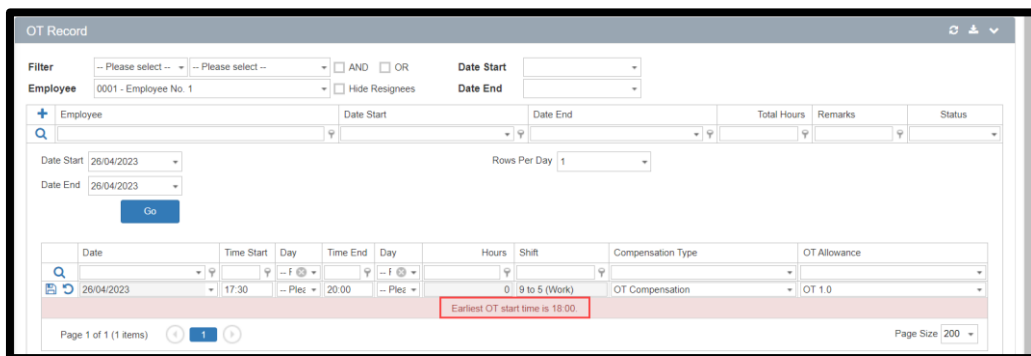 OT Record
Filter -- Please select -- -- Please select -- AND OR Date Start
Employee 0001 - Employee No. 1 Hide Resignees Date End
Employee Date Start Date End Total Hours Remarks Status
Date Start 26/04/2023 Rows Per Day 1
Date End 26/04/2023
Go
Date Time Start Day Time End Day Hours Shift Compensation Type OT Allowance
26/04/2023 17:30 -- Plea 20:00 -- Plea 0 9 to 5 (Work) OT Compensation OT 1.0
Earliest OT start time is 18:00.
Page 1 of 1 (1 items) 1 Page Size 200